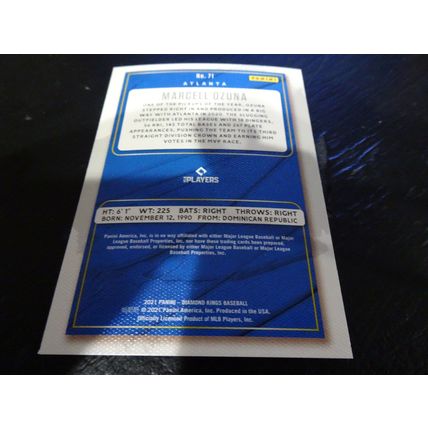 No. 71
PANINI
ATLANTA
MARCELL OZUNA
ONE OF THE PICKUPS OF THE YEAR, OZUNA
STEPPED RIGHT IN AND PRODUCED IN A BIG
WAY WITH ATLANTA IN 2020. THE SLUGGING
OUTFIELDER LED HIS LEAGUE WITH 18 DINGERS,
56 RBI, 145 TOTAL BASES AND 267 PLATE
APPEARANCES, PUSHING THE TEAM TO ITS THIRD
STRAIGHT DIVISION CROWN AND EARNING HIM
VOTES IN THE MVP RACE.
MLB PLAYERS
HT: 6' 1" WT: 225 BATS: RIGHT THROWS: RIGHT
BORN: NOVEMBER 12, 1990 FROM: DOMINICAN REPUBLIC
Panini America, Inc. is in no way affiliated with either Major League Baseball or Major
League Baseball Properties, Inc. nor have these trading cards been prepared,
approved, endorsed, or licensed by either Major League Baseball or Major
League Baseball Properties, Inc.
2021 PANINI – DIAMOND KINGS BASEBALL
© 2021 Panini America, Inc. Produced in the USA.
Officially Licensed Product of MLB Players, Inc.